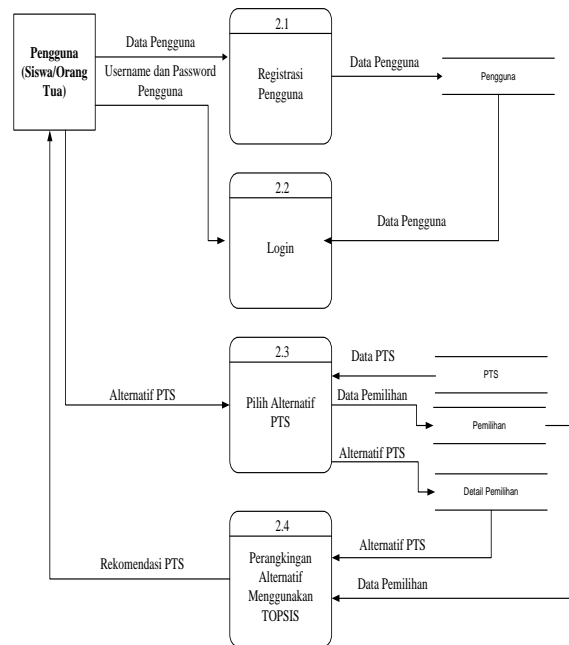 Pengguna
(Siswa/Orang
Tua)
Data Pengguna
Username dan Password
Pengguna
2.1
Registrasi
Pengguna
Data Pengguna
Pengguna
2.2
Login
Data Pengguna
2.3
Pilih Alternatif
PTS
Alternatif PTS
Data PTS
PTS
Data Pemilihan
Pemilihan
Alternatif PTS
Detail Pemilihan
2.4
Perangkingan
Alternatif
Menggunakan
TOPSIS
Rekomendasi PTS
Alternatif PTS
Data Pemilihan